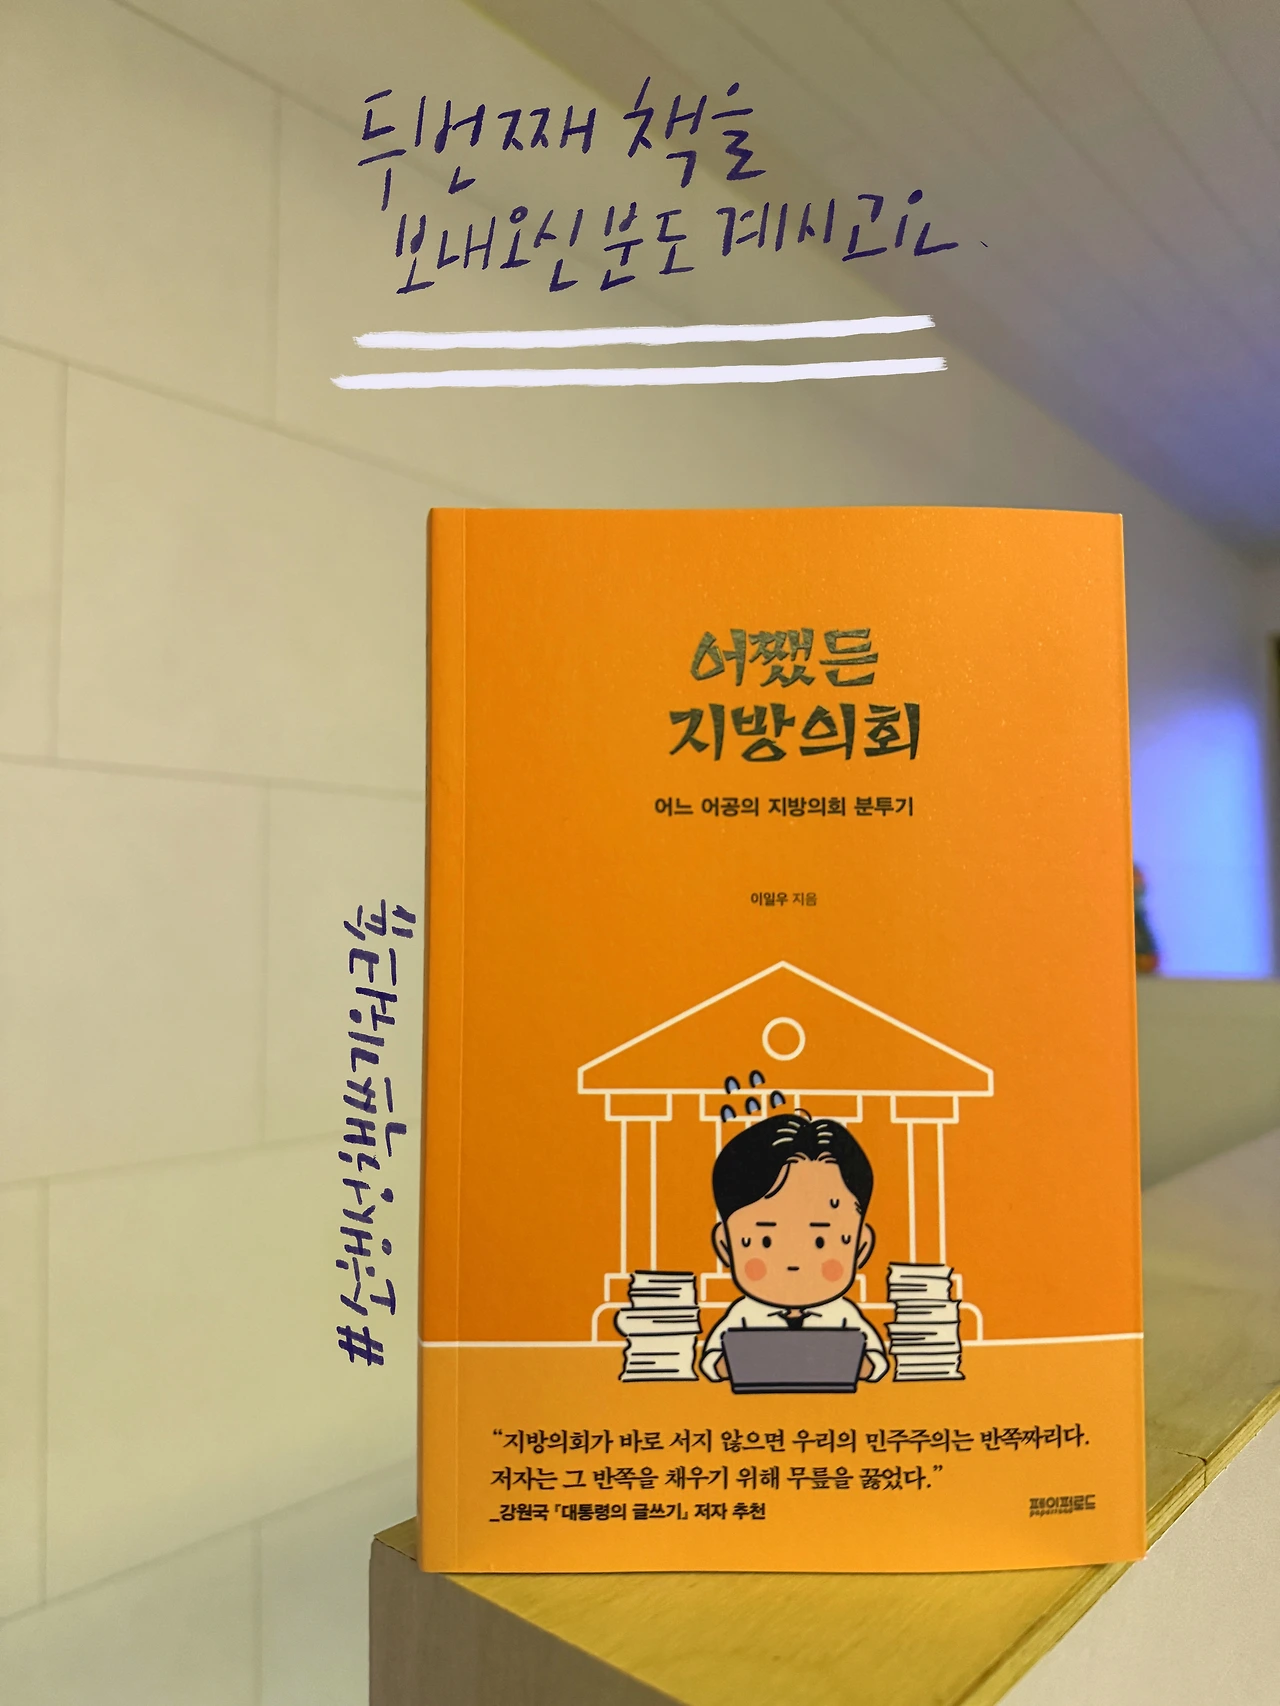 두번째 책을
보내오신분도 계시고요.
어쨌든
지방의회
어느 어공의 지방의회 분투기
이일우 지음
“지방의회가 바로 서지 않으면 우리의 민주주의는 반쪽짜리다.
저자는 그 반쪽을 채우기 위해 무릎을 꿇었다.”
_강원국 「대통령의 글쓰기」 저자 추천
페이퍼로드
paperroad